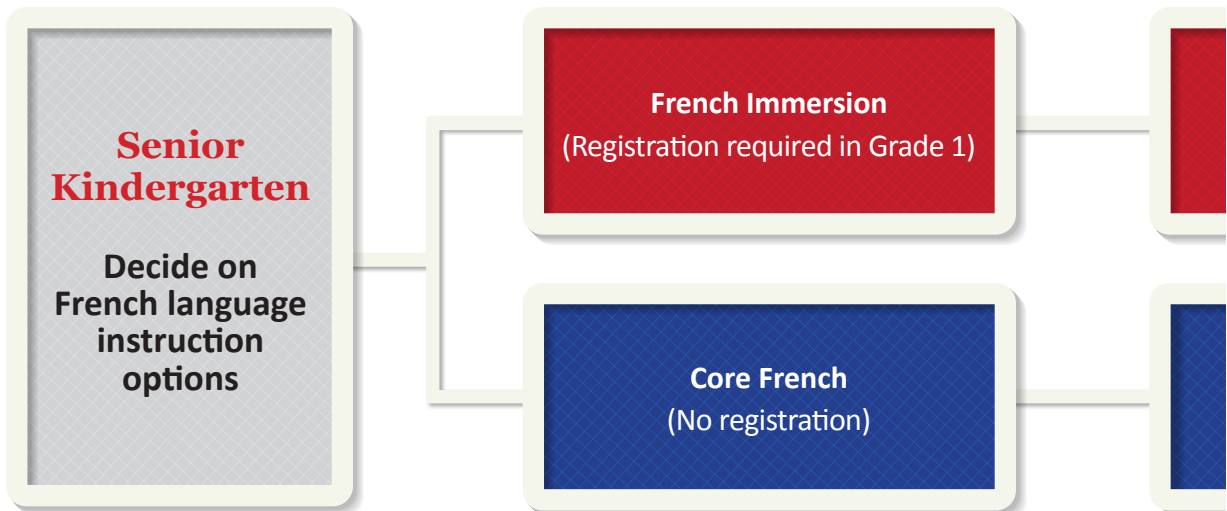 Senior
Kindergarten
Decide on
French language
instruction
options
French Immersion
(Registration required in Grade 1)
Core French
(No registration)